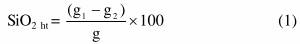 SiO₂ ht = (g₁ – g₂) / g × 100 (1)